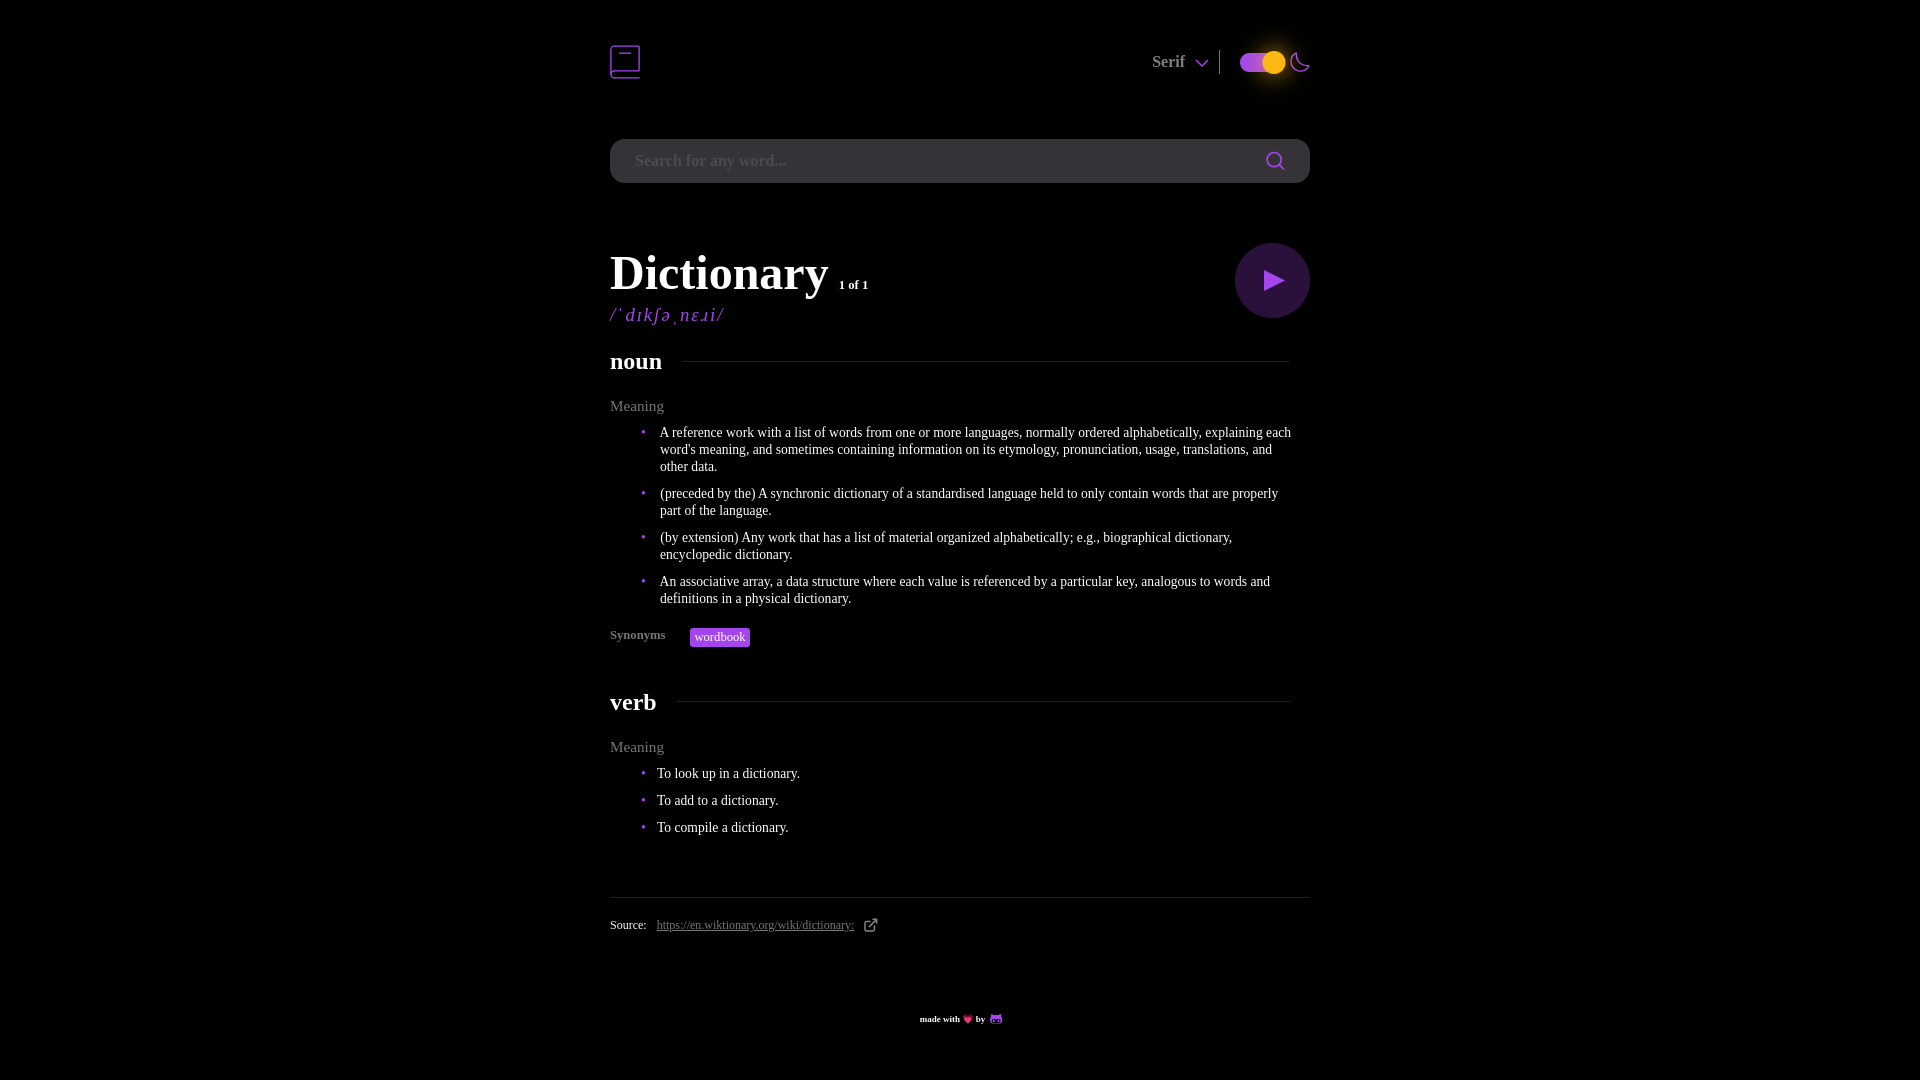 Serif
Search for any word...
Dictionary 1 of 1
/ˈdɪkʃəˌnɛɹi/
noun
Meaning
• A reference work with a list of words from one or more languages, normally ordered alphabetically, explaining each
word's meaning, and sometimes containing information on its etymology, pronunciation, usage, translations, and
other data.
• (preceded by the) A synchronic dictionary of a standardised language held to only contain words that are properly
part of the language.
• (by extension) Any work that has a list of material organized alphabetically; e.g., biographical dictionary,
encyclopedic dictionary.
• An associative array, a data structure where each value is referenced by a particular key, analogous to words and
definitions in a physical dictionary.
Synonyms wordbook
verb
Meaning
• To look up in a dictionary.
• To add to a dictionary.
• To compile a dictionary.
Source: https://en.wiktionary.org/wiki/dictionary:
made with 💗 by